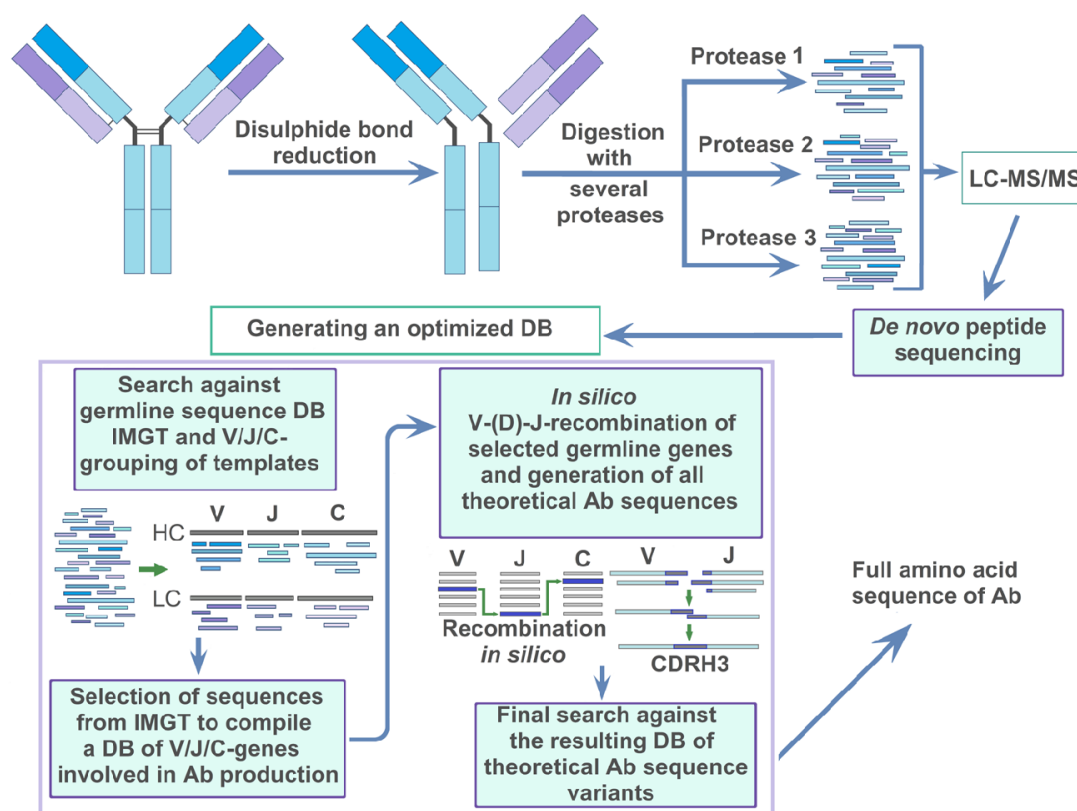 Disulphide bond
reduction
Digestion
with
several
proteases
Protease 1
Protease 2
Protease 3
LC-MS/MS
De novo peptide
sequencing
Generating an optimized DB
Search against
germline sequence DB
IMGT and V/J/C-
grouping of templates
V J C
HC
LC
Selection of sequences
from IMGT to compile
a DB of V/J/C-genes
involved in Ab production
In silico
V-(D)-J-recombination of
selected germline genes
and generation of all
theoretical Ab sequences
V J C V J
Recombination
in silico
CDRH3
Final search against
the resulting DB of
theoretical Ab sequence
variants
Full amino acid
sequence of Ab